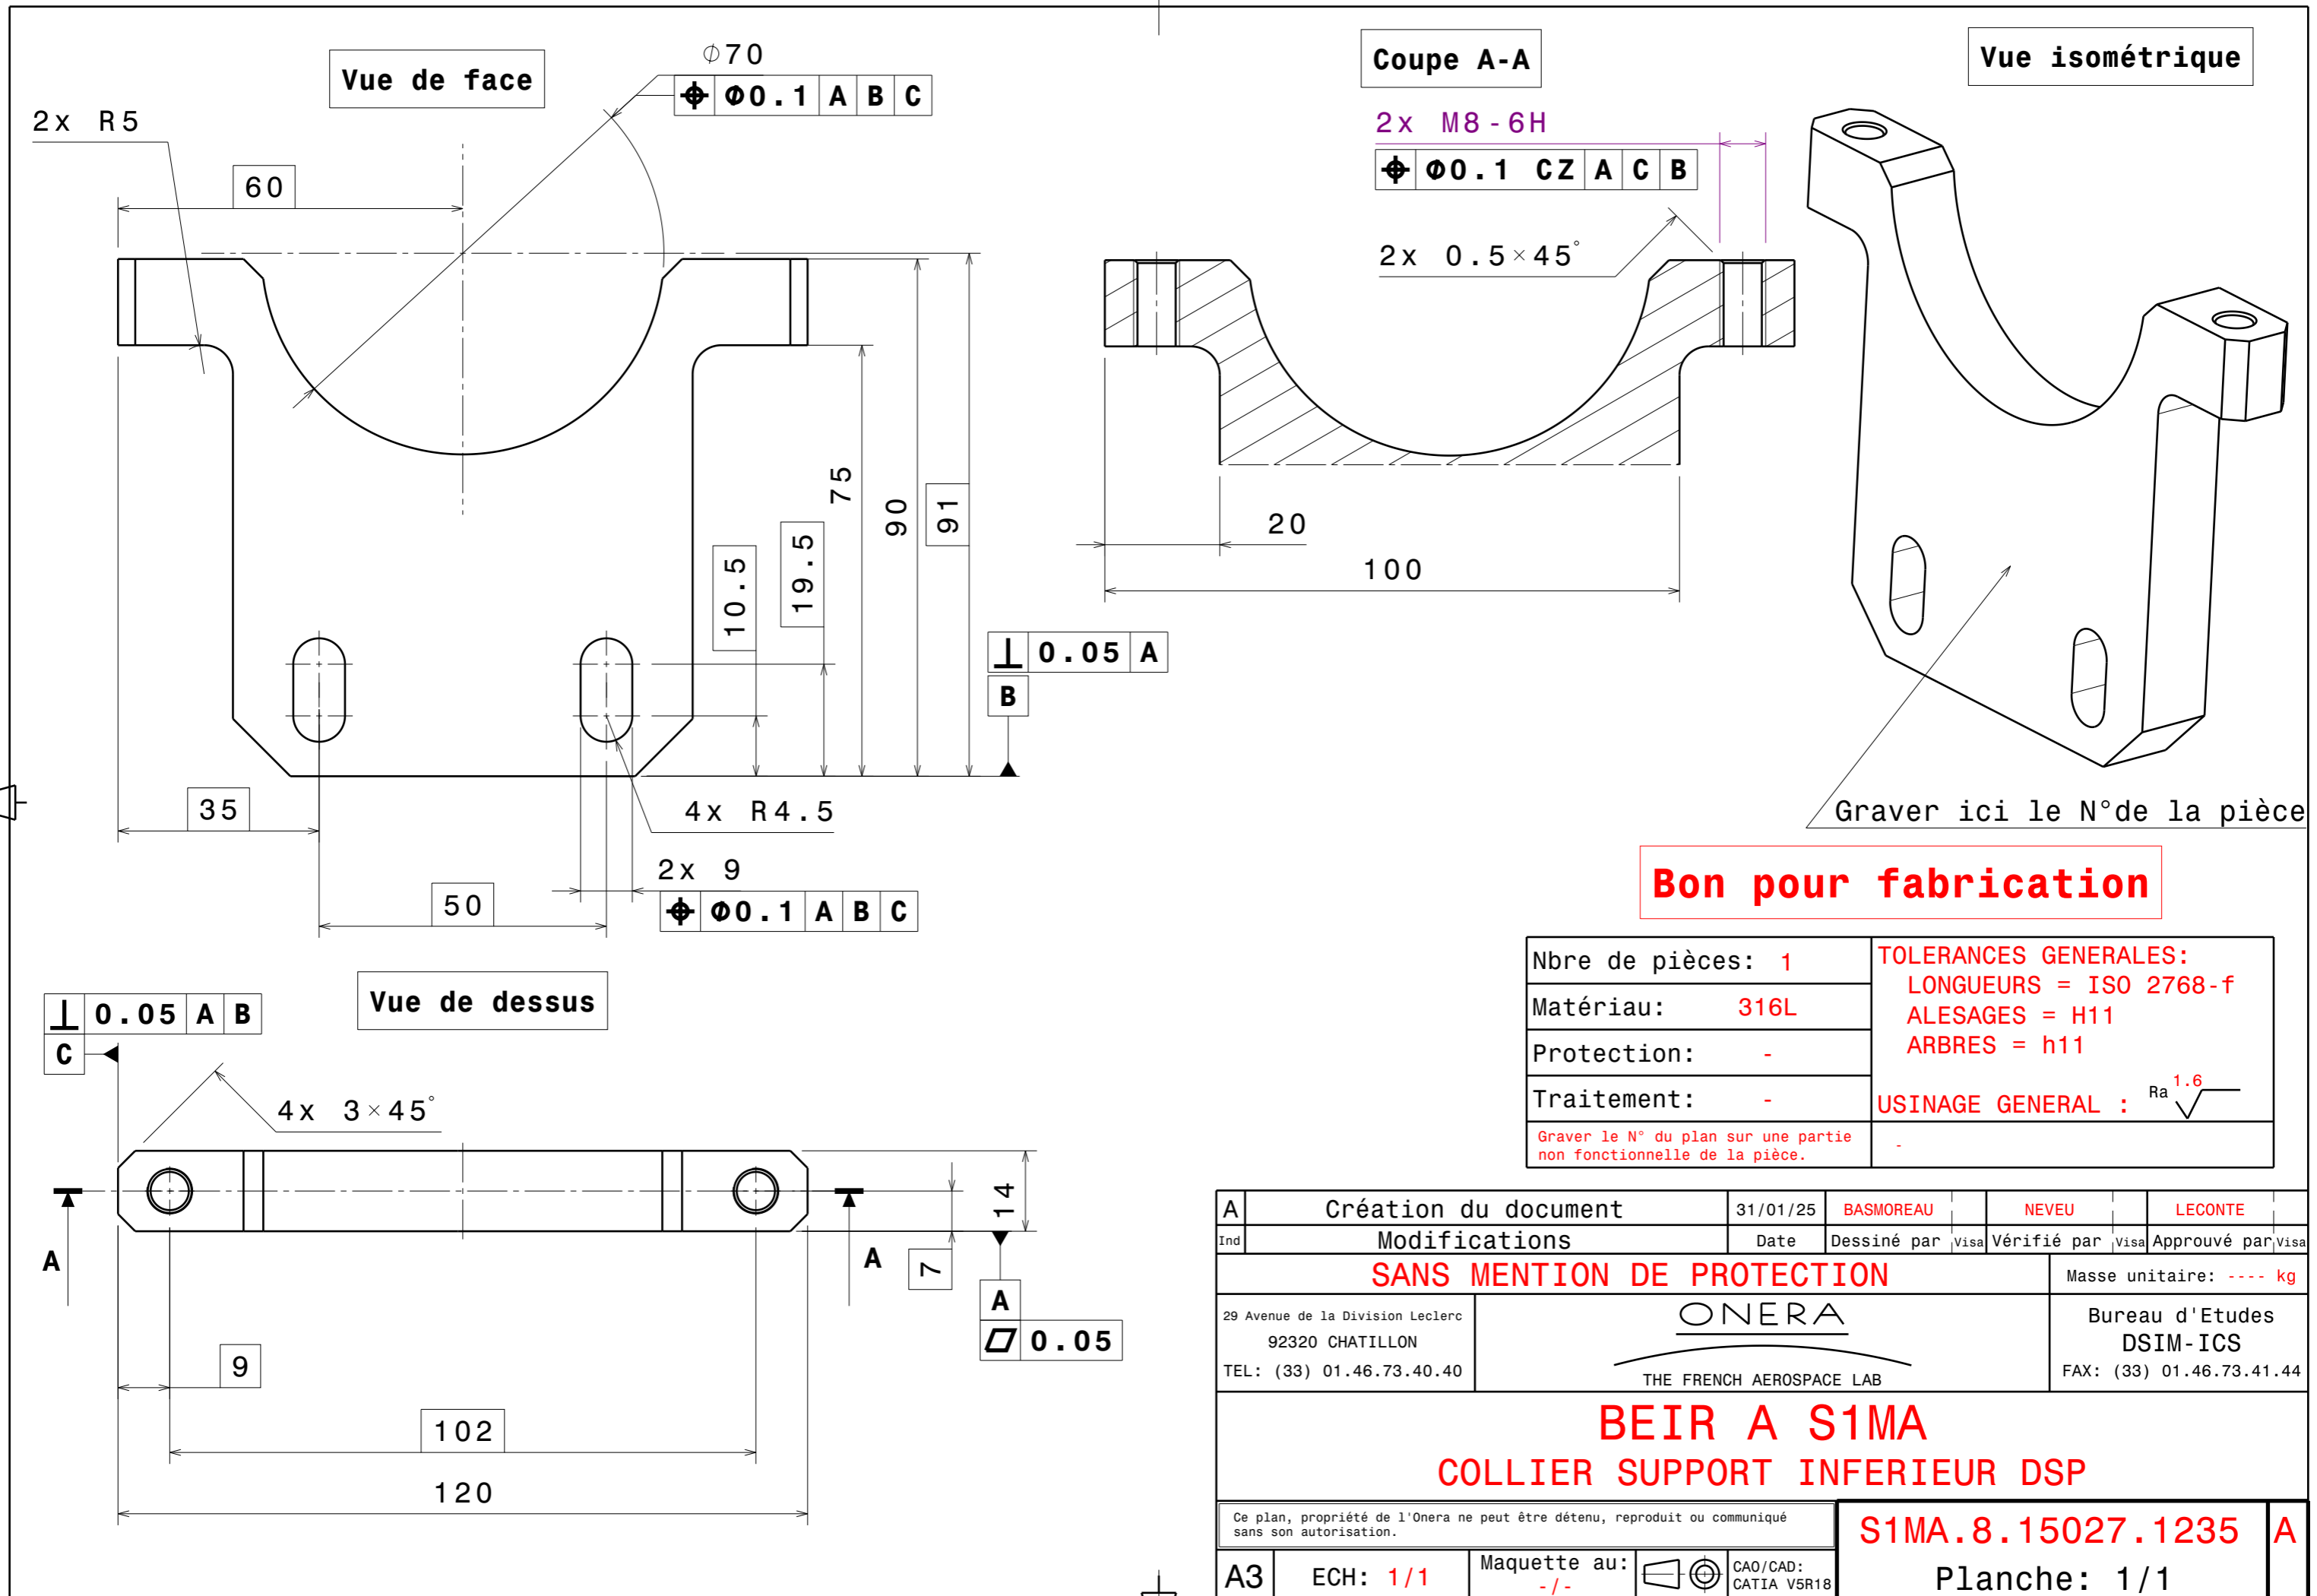 Vue de face
⌀70
⌖ ⌀0.1 A B C
2x R5
60
75
90
91
10.5
19.5
⊥ 0.05 A
B
35
4x R4.5
2x 9
⌖ ⌀0.1 A B C
50
Coupe A-A
2x M8-6H
⌖ ⌀0.1 CZ A C B
2x 0.5×45°
20
100
Vue isométrique
Graver ici le N°de la pièce
Bon pour fabrication
Vue de dessus
⊥ 0.05 A B
C
4x 3×45°
A
A
14
7
A
⏥ 0.05
9
102
120
Nbre de pièces: 1
Matériau: 316L
Protection: -
Traitement: -
Graver le N° du plan sur une partie
non fonctionnelle de la pièce.
TOLERANCES GENERALES:
LONGUEURS = ISO 2768-f
ALESAGES = H11
ARBRES = h11
USINAGE GENERAL : Ra 1.6
-
A Création du document 31/01/25 BASMOREAU NEVEU LECONTE
Ind Modifications Date Dessiné par Visa Vérifié par Visa Approuvé par Visa
SANS MENTION DE PROTECTION
Masse unitaire: ---- kg
29 Avenue de la Division Leclerc
92320 CHATILLON
TEL: (33) 01.46.73.40.40
ONERA
THE FRENCH AEROSPACE LAB
Bureau d'Etudes
DSIM-ICS
FAX: (33) 01.46.73.41.44
BEIR A S1MA
COLLIER SUPPORT INFERIEUR DSP
Ce plan, propriété de l'Onera ne peut être détenu, reproduit ou communiqué
sans son autorisation.
S1MA.8.15027.1235 A
A3 ECH: 1/1
Maquette au:
-/-
CAO/CAD:
CATIA V5R18
Planche: 1/1